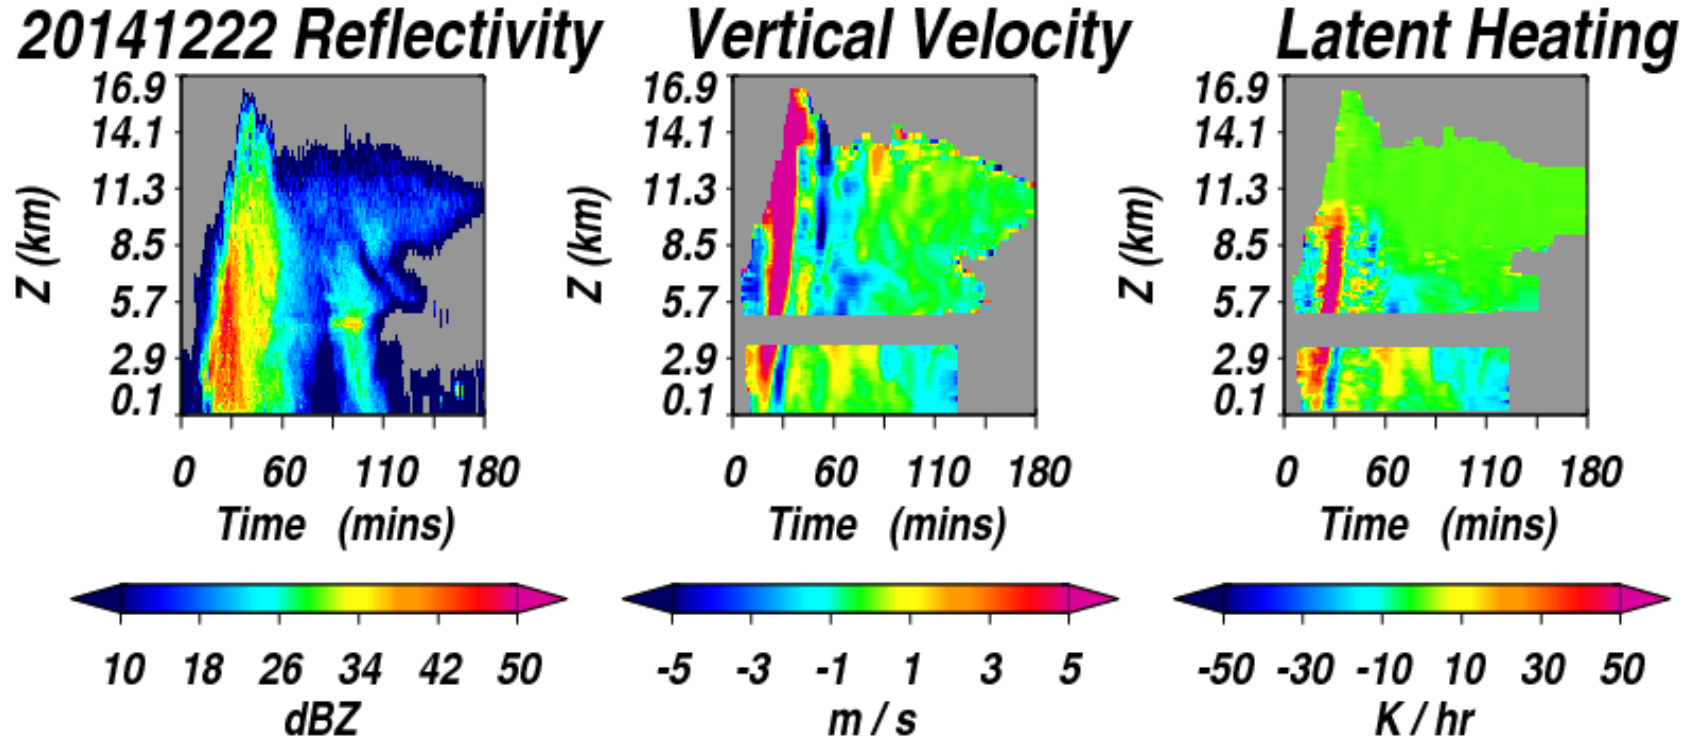 20141222 Reflectivity
16.9
14.1
11.3
8.5
5.7
2.9
0.1
Z (km)
0 60 110 180
Time (mins)
10 18 26 34 42 50
dBZ
Vertical Velocity
16.9
14.1
11.3
8.5
5.7
2.9
0.1
Z (km)
0 60 110 180
Time (mins)
-5 -3 -1 1 3 5
m / s
Latent Heating
16.9
14.1
11.3
8.5
5.7
2.9
0.1
Z (km)
0 60 110 180
Time (mins)
-50 -30 -10 10 30 50
K / hr